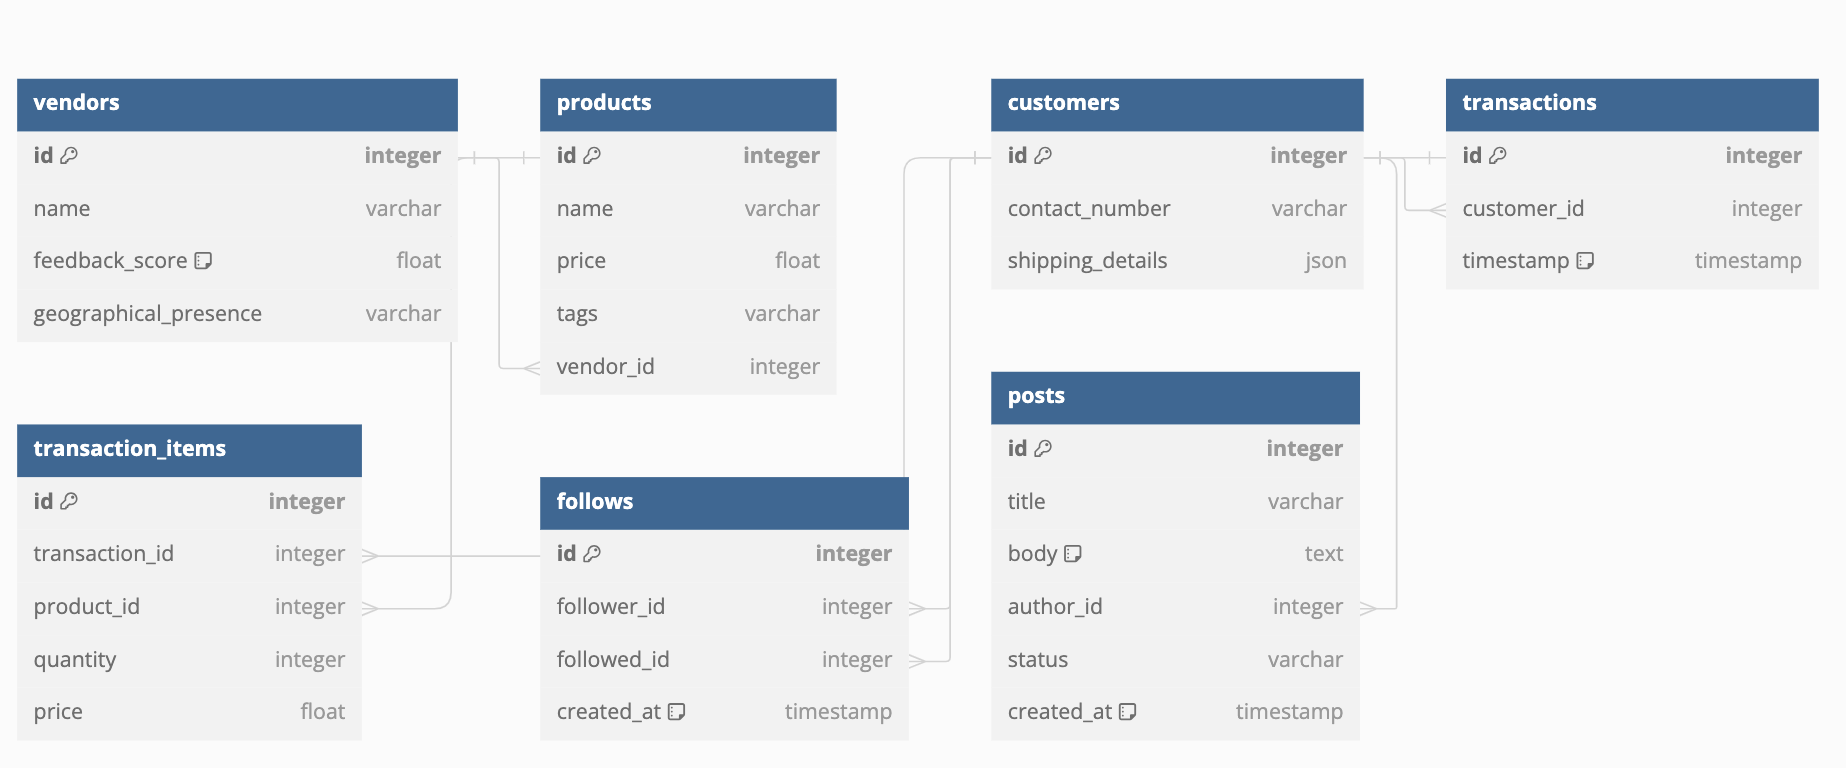 vendors
id integer
name varchar
feedback_score float
geographical_presence varchar
products
id integer
name varchar
price float
tags varchar
vendor_id integer
customers
id integer
contact_number varchar
shipping_details json
transactions
id integer
customer_id integer
timestamp timestamp
transaction_items
id integer
transaction_id integer
product_id integer
quantity integer
price float
follows
id integer
follower_id integer
followed_id integer
created_at timestamp
posts
id integer
title varchar
body text
author_id integer
status varchar
created_at timestamp